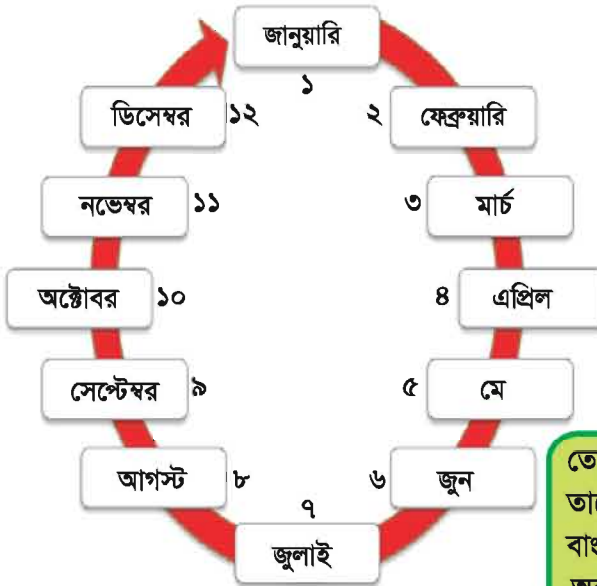 জানুয়ারি
১
ফেব্রুয়ারি
২
মার্চ
৩
এপ্রিল
৪
মে
৫
জুন
৬
জুলাই
৭
আগস্ট
৮
সেপ্টেম্বর
৯
অক্টোবর
১০
নভেম্বর
১১
ডিসেম্বর
১২